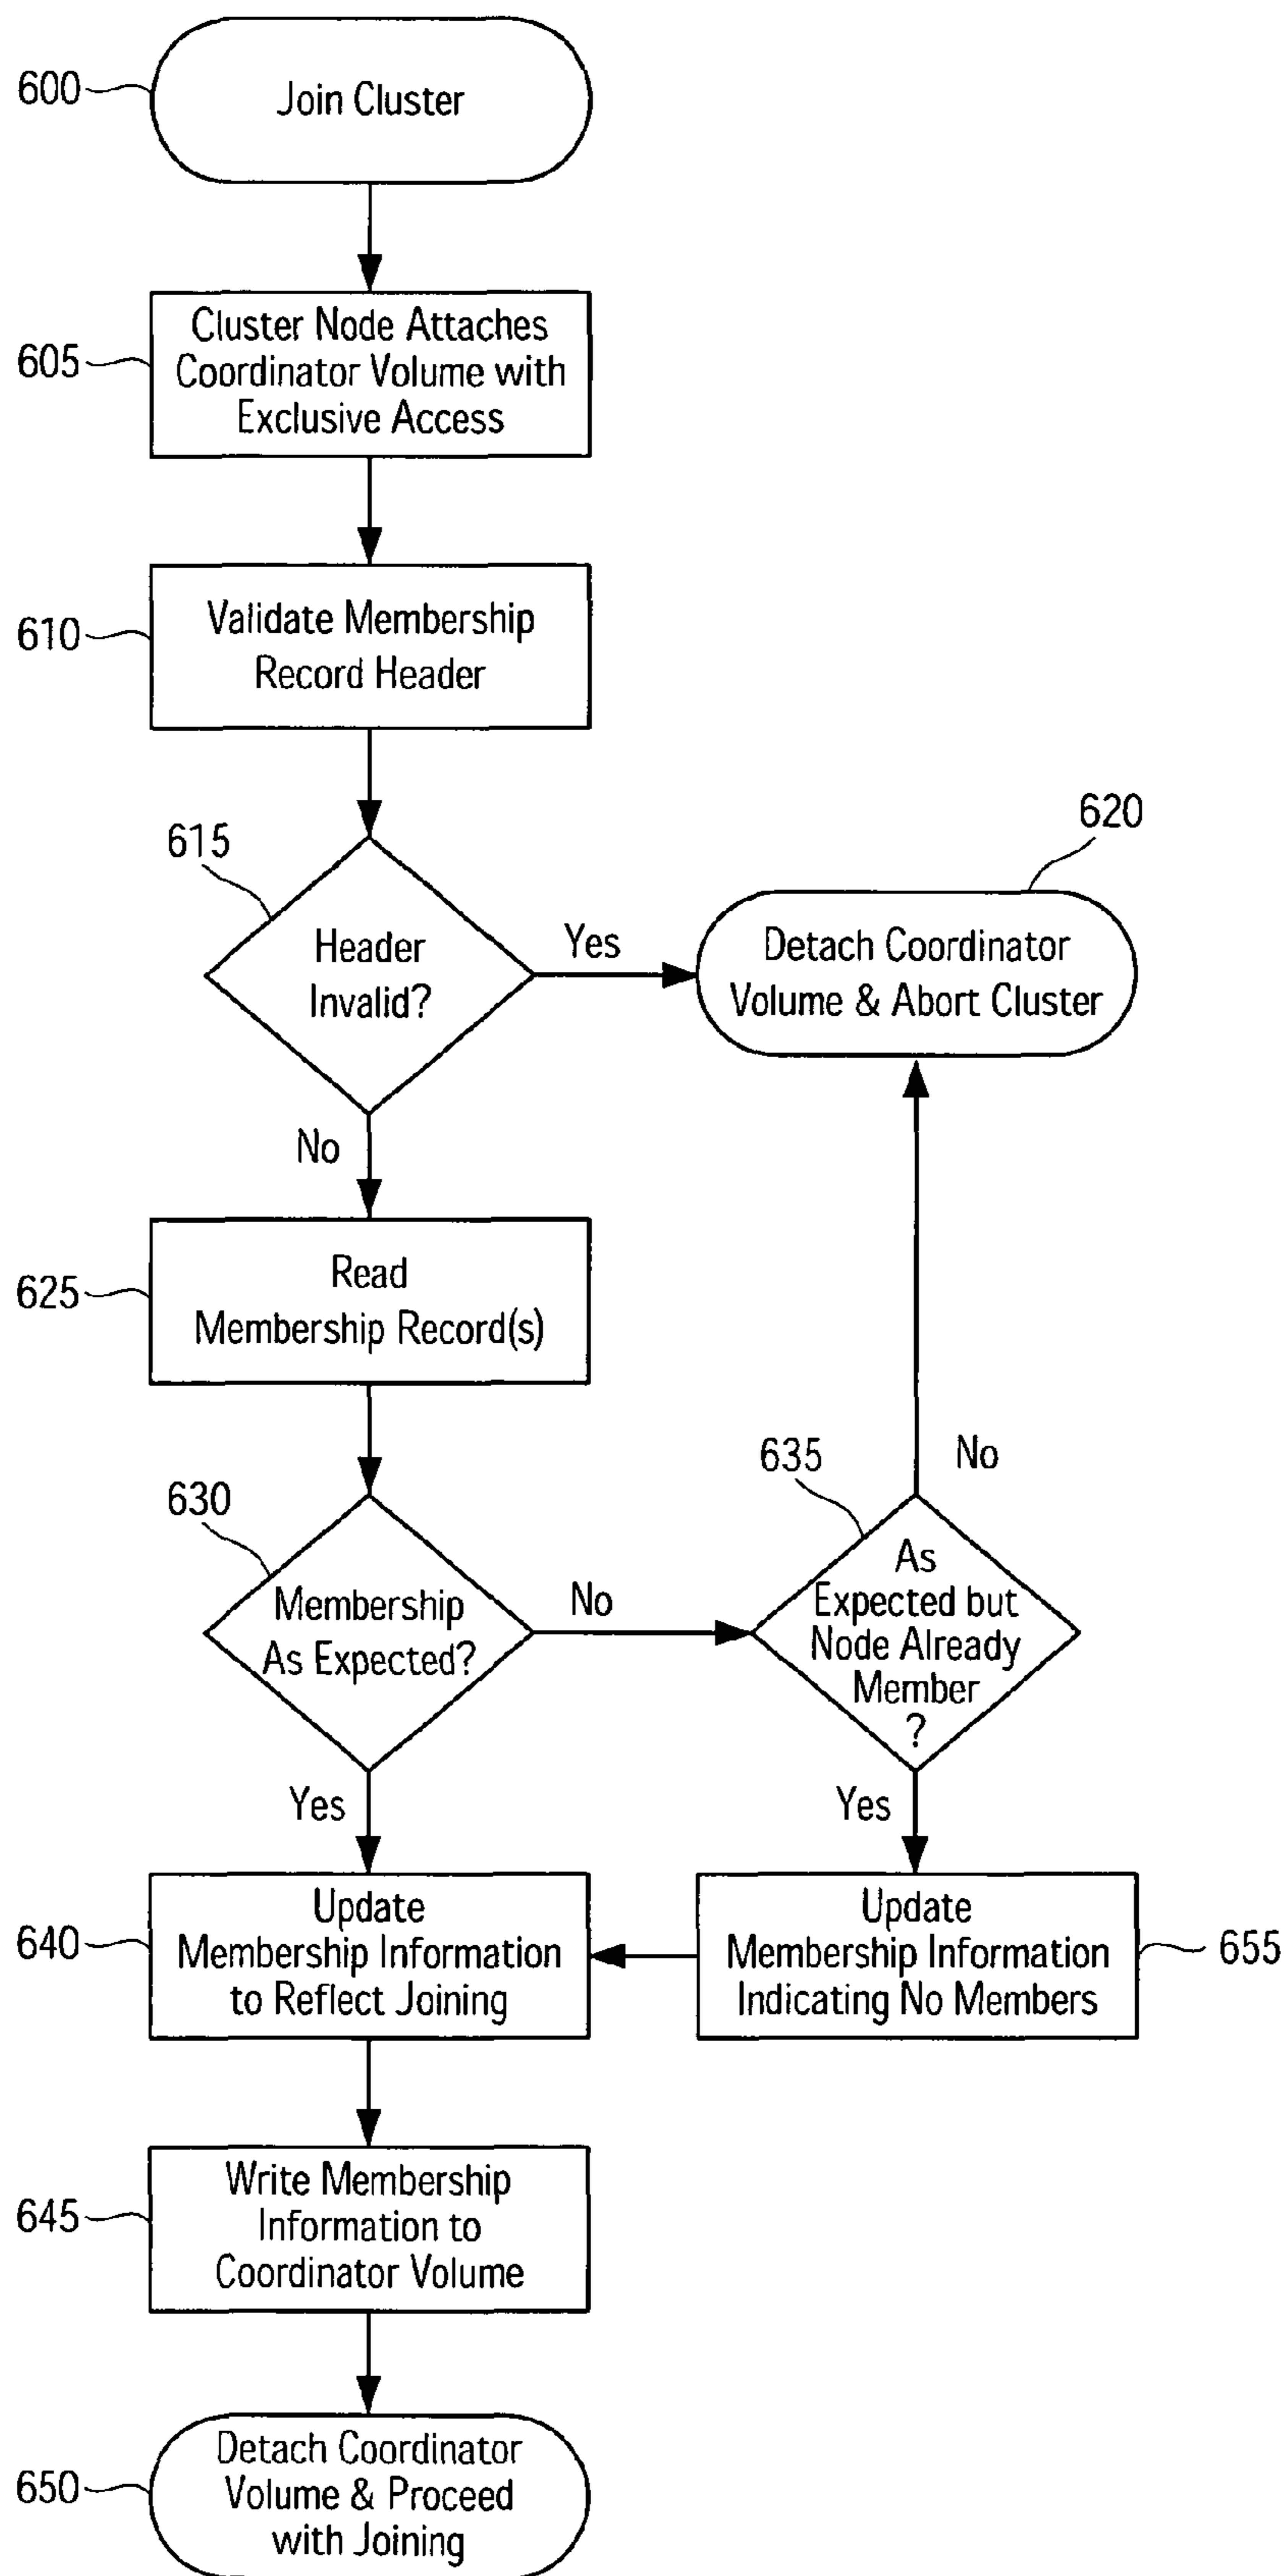 600
Join Cluster
605
Cluster Node Attaches
Coordinator Volume with
Exclusive Access
610
Validate Membership
Record Header
615
Header
Invalid?
Yes
No
620
Detach Coordinator
Volume & Abort Cluster
625
Read
Membership Record(s)
630
Membership
As Expected?
No
Yes
635
As
Expected but
Node Already
Member
?
No
Yes
640
Update
Membership Information
to Reflect Joining
Update
Membership Information
Indicating No Members
655
645
Write Membership
Information to
Coordinator Volume
650
Detach Coordinator
Volume & Proceed
with Joining